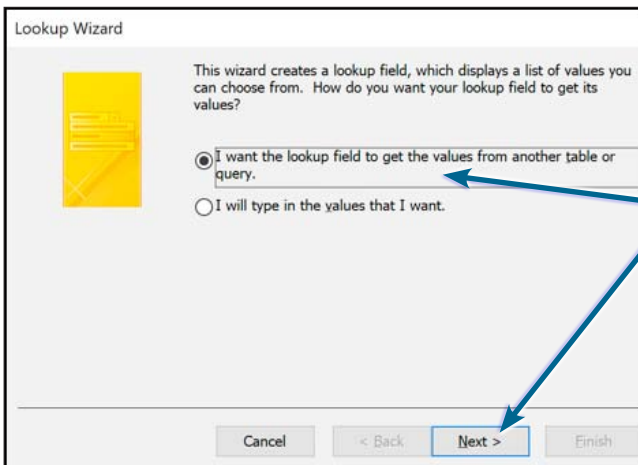 Lookup Wizard
This wizard creates a lookup field, which displays a list of values you
can choose from.  How do you want your lookup field to get its
values?
I want the lookup field to get the values from another table or
query.
I will type in the values that I want.
Cancel
< Back
Next >
Finish